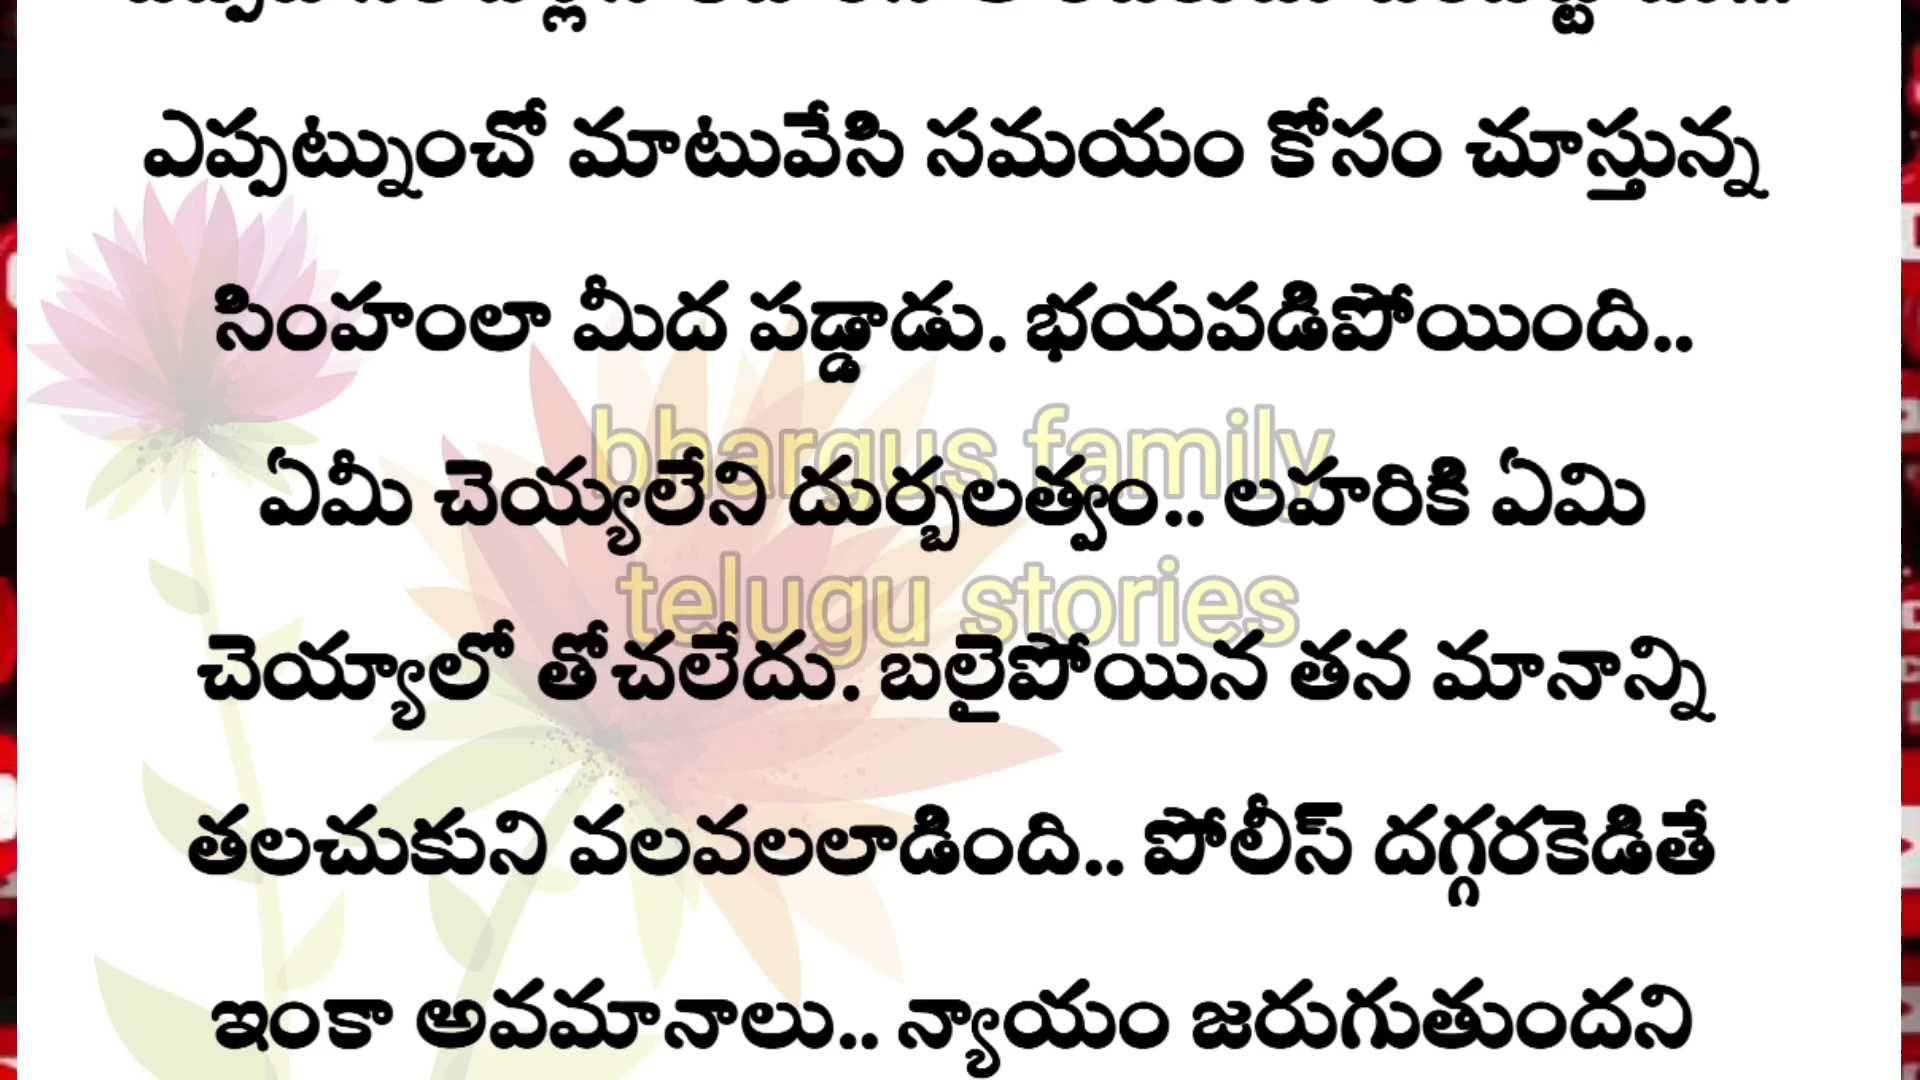 ఎప్పట్నుంచో మాటువేసి సమయం కోసం చూస్తున్న
సింహంలా మీద పడ్డాడు. భయపడిపోయింది..
bhargus family
ఏమీ చెయ్యలేని దుర్బలత్వం.. లహరికి ఏమి
telugu stories
చెయ్యాలో తోచలేదు. బలైపోయిన తన మానాన్ని
తలచుకుని వలవలలాడింది.. పోలీస్ దగ్గరకెడితే
ఇంకా అవమానాలు.. న్యాయం జరుగుతుందని